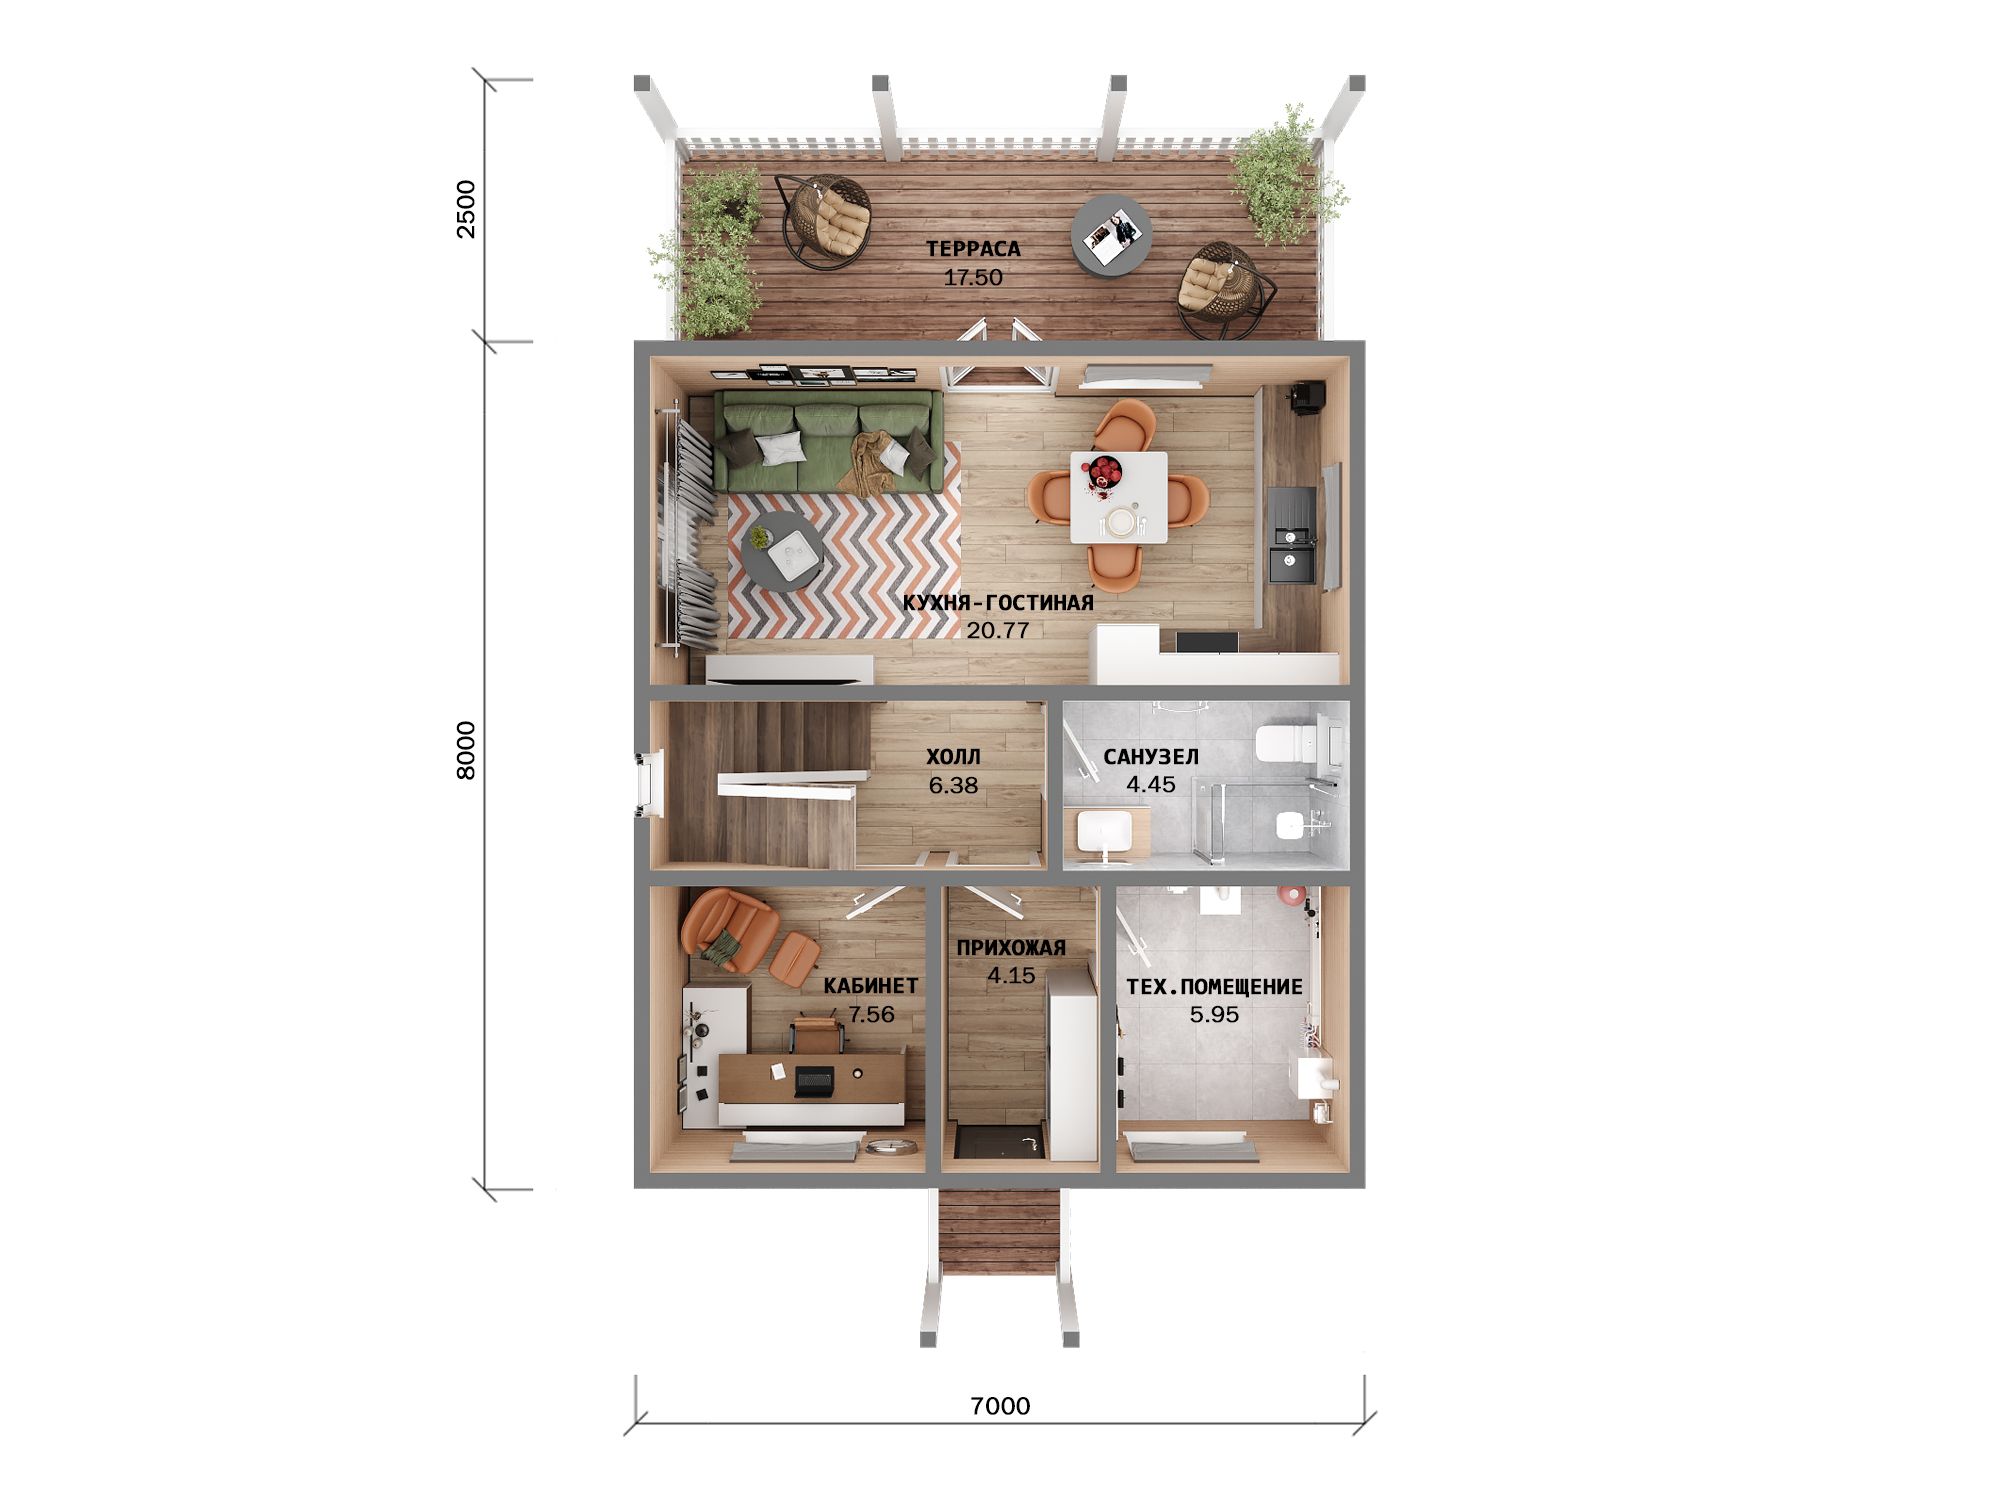 2500
ТЕРРАСА
17.50
КУХНЯ-ГОСТИНАЯ
20.77
8000
ХОЛЛ
6.38
САНУЗЕЛ
4.45
ПРИХОЖАЯ
4.15
КАБИНЕТ
7.56
ТЕХ.ПОМЕЩЕНИЕ
5.95
7000